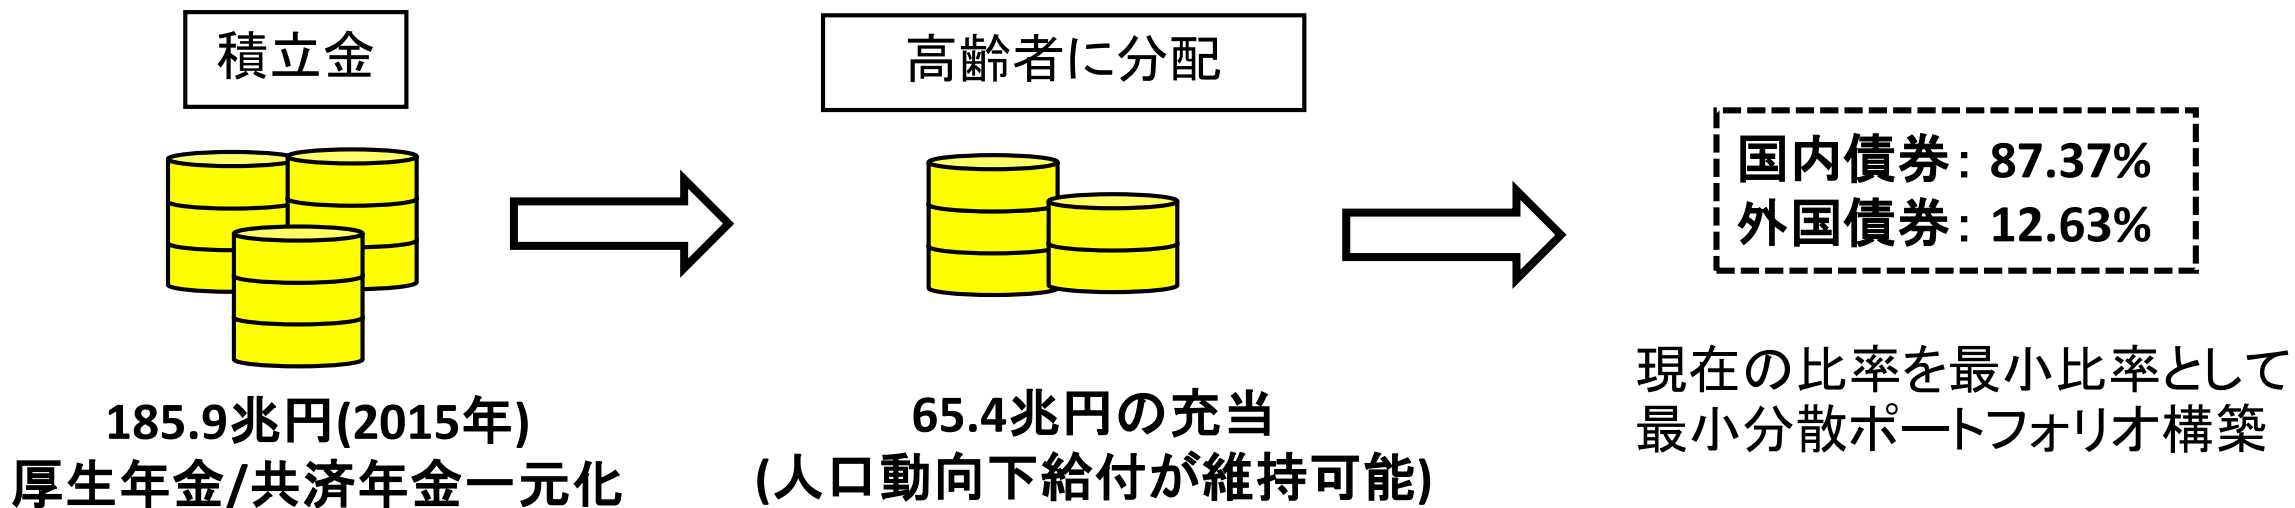 積立金
185.9兆円(2015年)
厚生年金/共済年金一元化
高齢者に分配
65.4兆円の充当
(人口動向下給付が維持可能)
国内債券: 87.37%
外国債券: 12.63%
現在の比率を最小比率として
最小分散ポートフォリオ構築